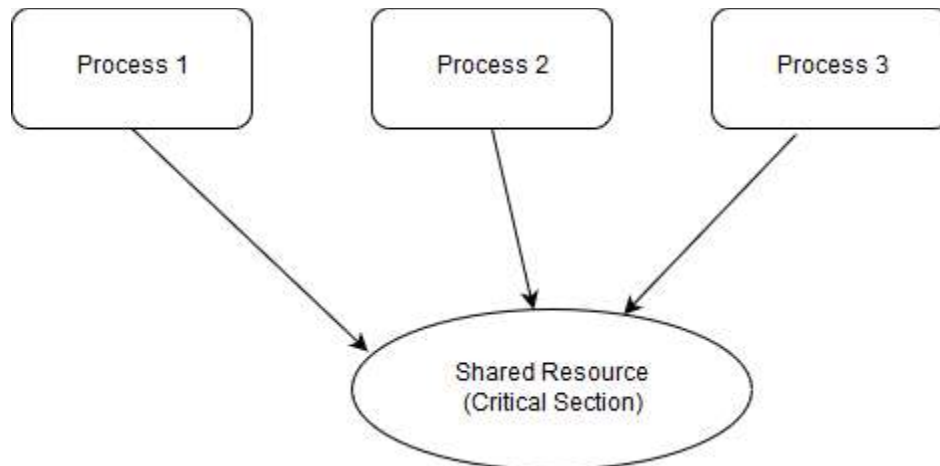 Process 1
Process 2
Process 3
Shared Resource
(Critical Section)